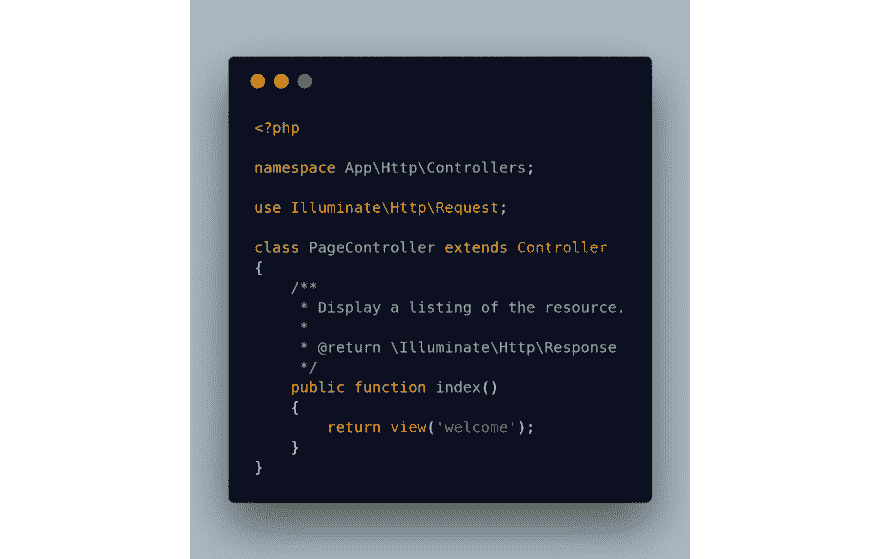 <?php
namespace App\Http\Controllers;
use Illuminate\Http\Request;
class PageController extends Controller
{
    /**
     * Display a listing of the resource.
     *
     * @return \Illuminate\Http\Response
     */
    public function index()
    {
        return view('welcome');
    }
}